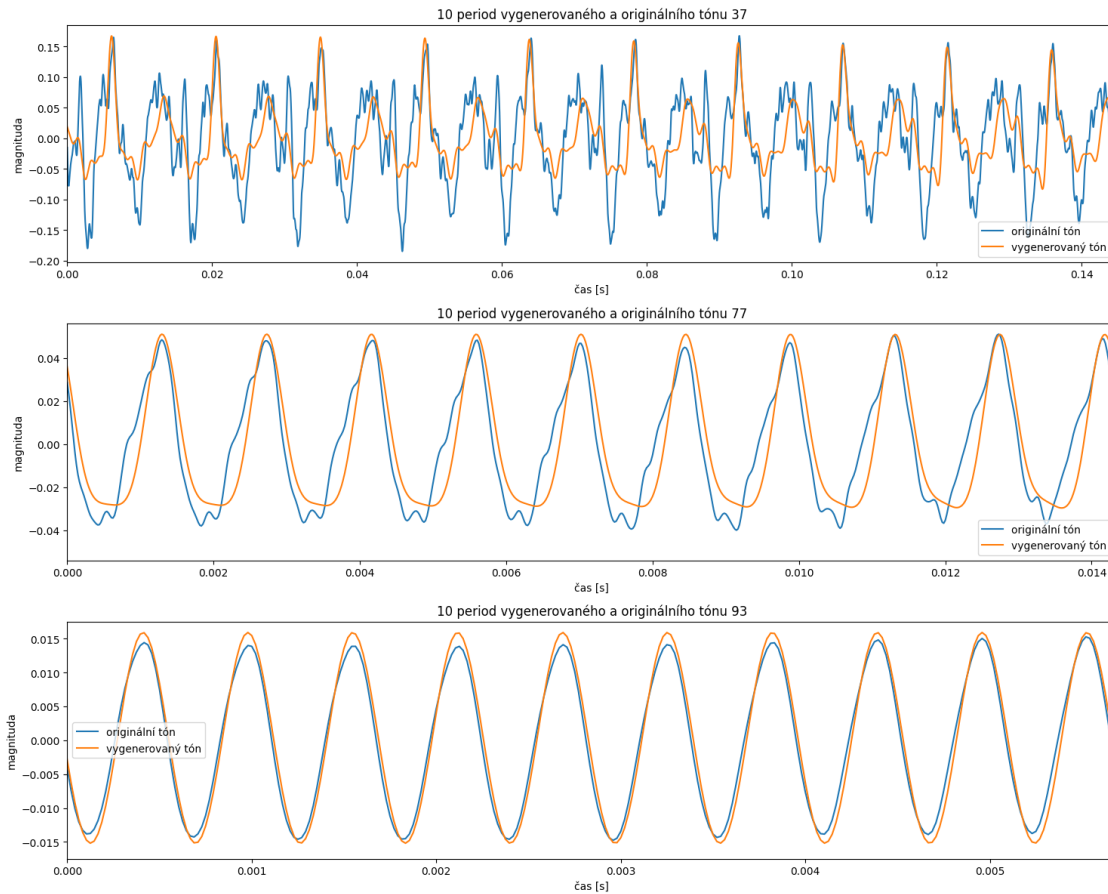 10 period vygenerovaného a originálního tónu 37
magnituda
0.15
0.10
0.05
0.00
−0.05
−0.10
−0.15
−0.20
0.00 0.02 0.04 0.06 0.08 0.10 0.12 0.14
čas [s]
originální tón
vygenerovaný tón
10 period vygenerovaného a originálního tónu 77
magnituda
0.04
0.02
0.00
−0.02
−0.04
0.000 0.002 0.004 0.006 0.008 0.010 0.012 0.014
čas [s]
originální tón
vygenerovaný tón
10 period vygenerovaného a originálního tónu 93
magnituda
0.015
0.010
0.005
0.000
−0.005
−0.010
−0.015
0.000 0.001 0.002 0.003 0.004 0.005
čas [s]
originální tón
vygenerovaný tón